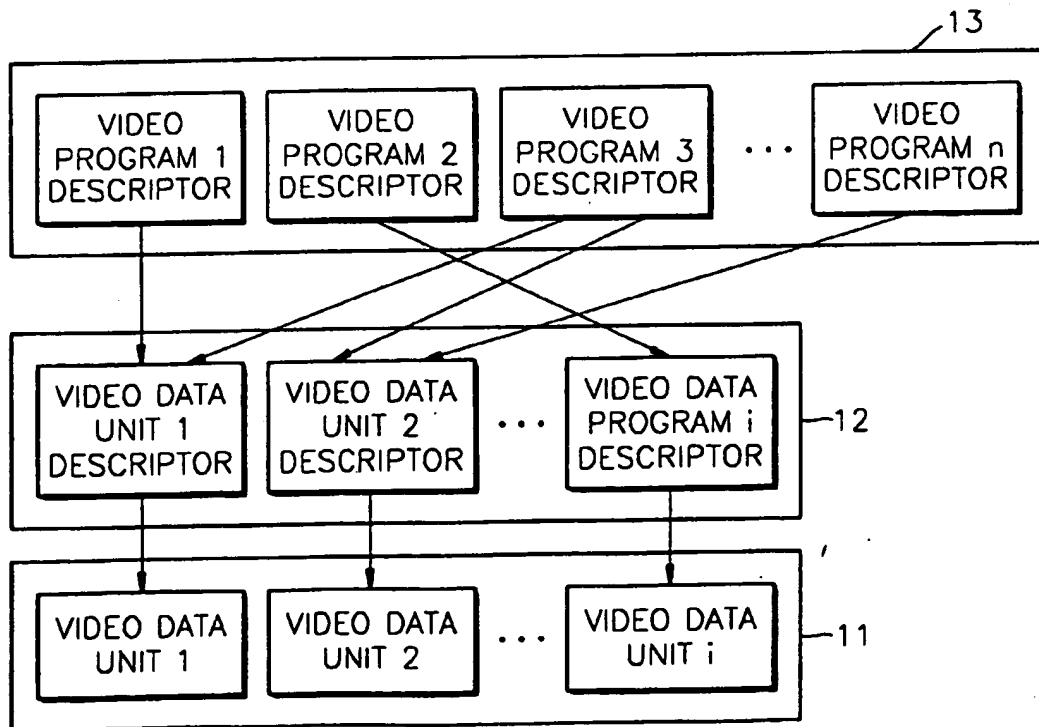 13
VIDEO
PROGRAM 1
DESCRIPTOR
VIDEO
PROGRAM 2
DESCRIPTOR
VIDEO
PROGRAM 3
DESCRIPTOR
...
VIDEO
PROGRAM n
DESCRIPTOR
VIDEO DATA
UNIT 1
DESCRIPTOR
VIDEO DATA
UNIT 2
DESCRIPTOR
...
VIDEO DATA
PROGRAM i
DESCRIPTOR
12
VIDEO DATA
UNIT 1
VIDEO DATA
UNIT 2
...
VIDEO DATA
UNIT i
11